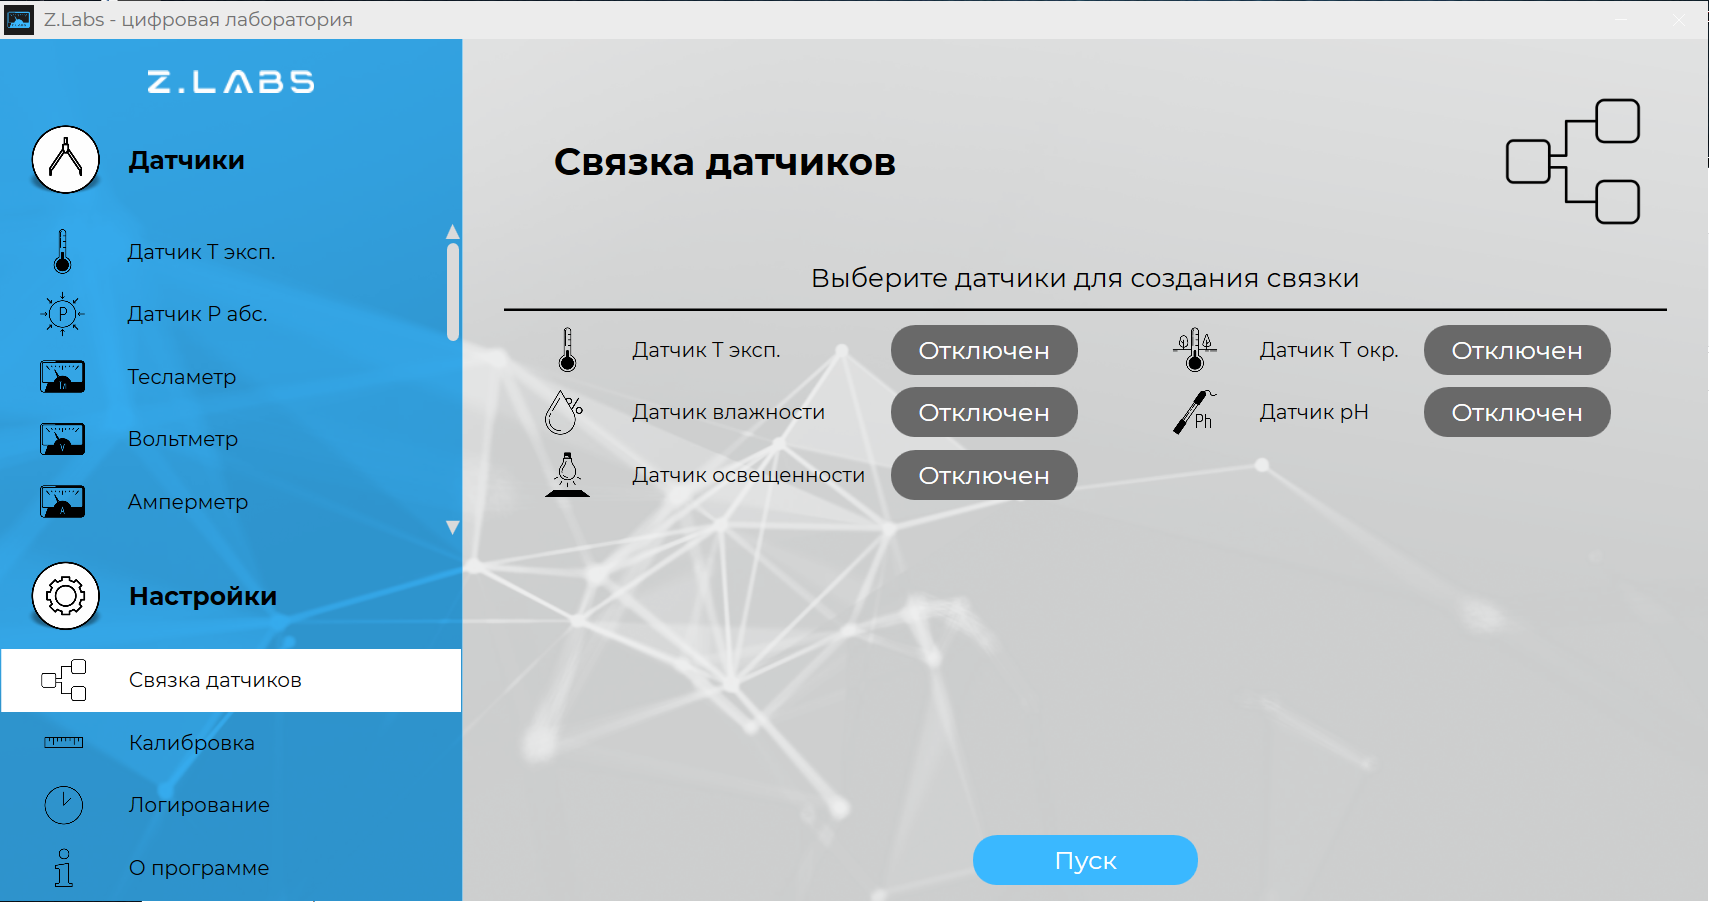 Z.Labs - цифровая лаборатория
Z.LABS
Датчики
Датчик Т эксп.
P
Датчик Р абс.
Тесламетр
V
Вольтметр
A
Амперметр
Настройки
Связка датчиков
Калибровка
Логирование
О программе
Связка датчиков
Выберите датчики для создания связки
Датчик Т эксп.
Отключен
Датчик Т окр.
Отключен
%
Датчик влажности
Отключен
Ph
Датчик pH
Отключен
Датчик освещенности
Отключен
Пуск